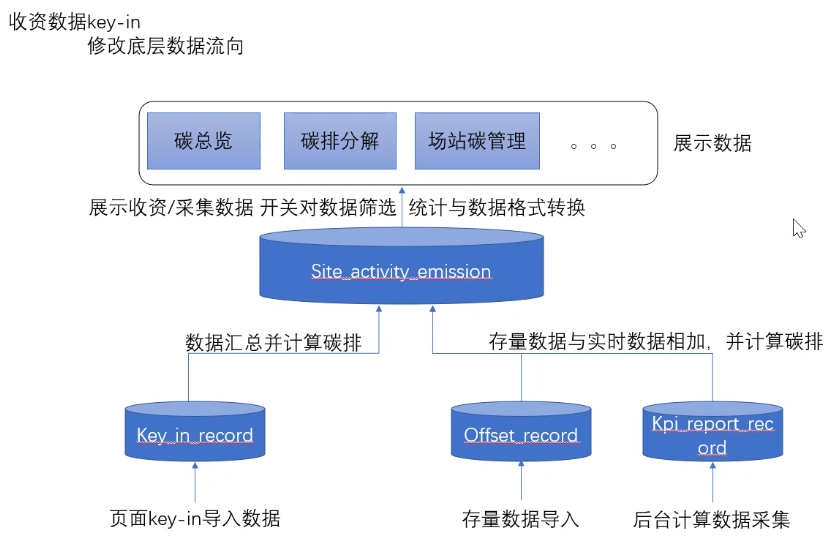 收资数据key-in
修改底层数据流向
碳总览
碳排分解
场站碳管理
。。。
展示数据
展示收资/采集数据 开关对数据筛选
统计与数据格式转换
Site_activity_emission
数据汇总并计算碳排
存量数据与实时数据相加，并计算碳排
Key_in_record
Offset_record
Kpi_report_rec
ord
页面key-in导入数据
存量数据导入
后台计算数据采集